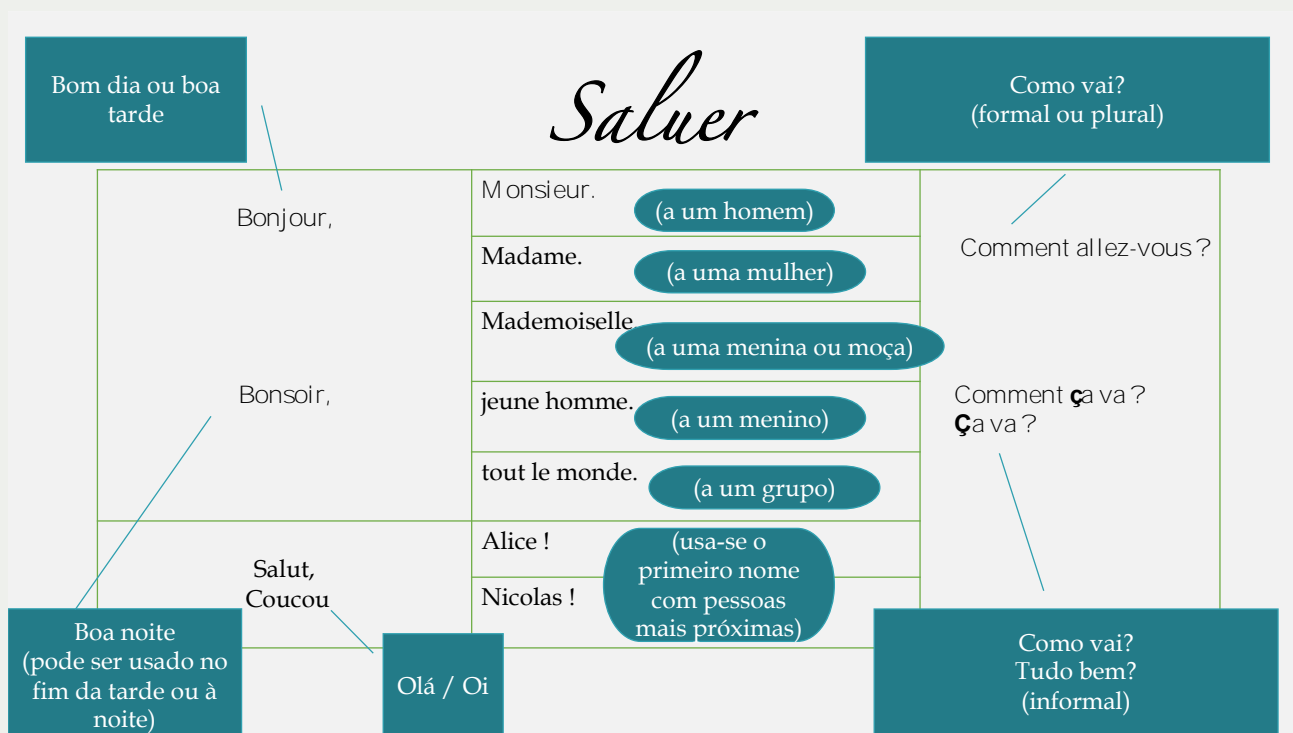 Bom dia ou boa
tarde
Saluer
Como vai?
(formal ou plural)
Bonjour,
Monsieur.
(a um homem)
Madame.
(a uma mulher)
Comment allez-vous ?
Mademoiselle.
(a uma menina ou moça)
Bonsoir,
jeune homme.
(a um menino)
Comment ça va ?
Ça va ?
tout le monde.
(a um grupo)
Salut,
Coucou
Alice !
Nicolas !
(usa-se o
primeiro nome
com pessoas
mais próximas)
Boa noite
(pode ser usado no
fim da tarde ou à
noite)
Olá / Oi
Como vai?
Tudo bem?
(informal)